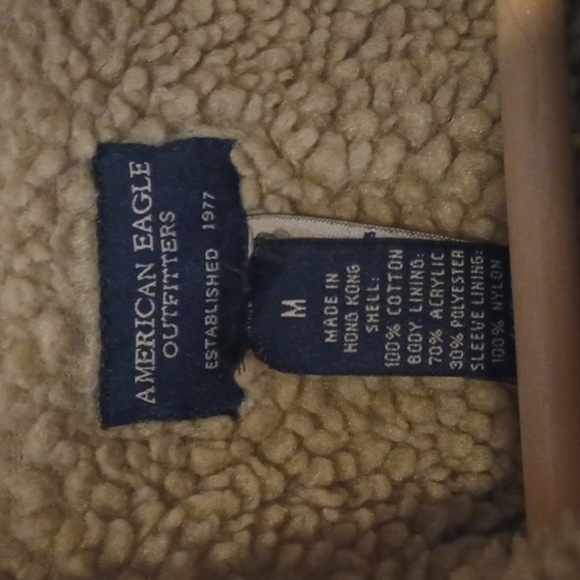 AMERICAN EAGLE
OUTFITTERS
ESTABLISHED 1977
M
MADE IN
HONG KONG
SHELL:
100% COTTON
BODY LINING:
70% ACRYLIC
30% POLYESTER
SLEEVE LINING:
100% NYLON